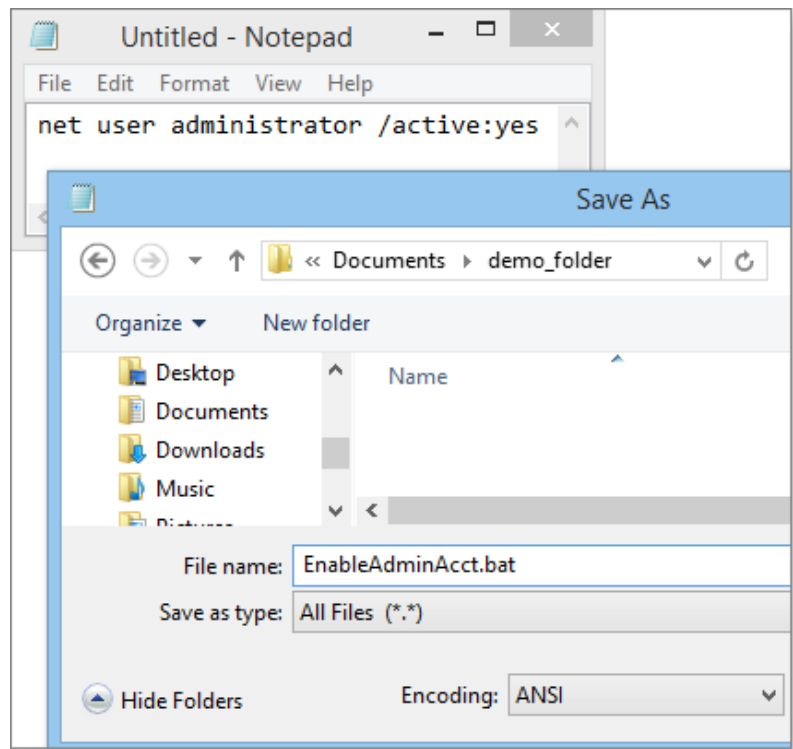 Untitled - Notepad
File Edit Format View Help
net user administrator /active:yes
Save As
« Documents demo_folder
Organize New folder
Desktop
Name
Documents
Downloads
Music
Pictures
File name: EnableAdminAcct.bat
Save as type: All Files (*.*)
Hide Folders
Encoding: ANSI